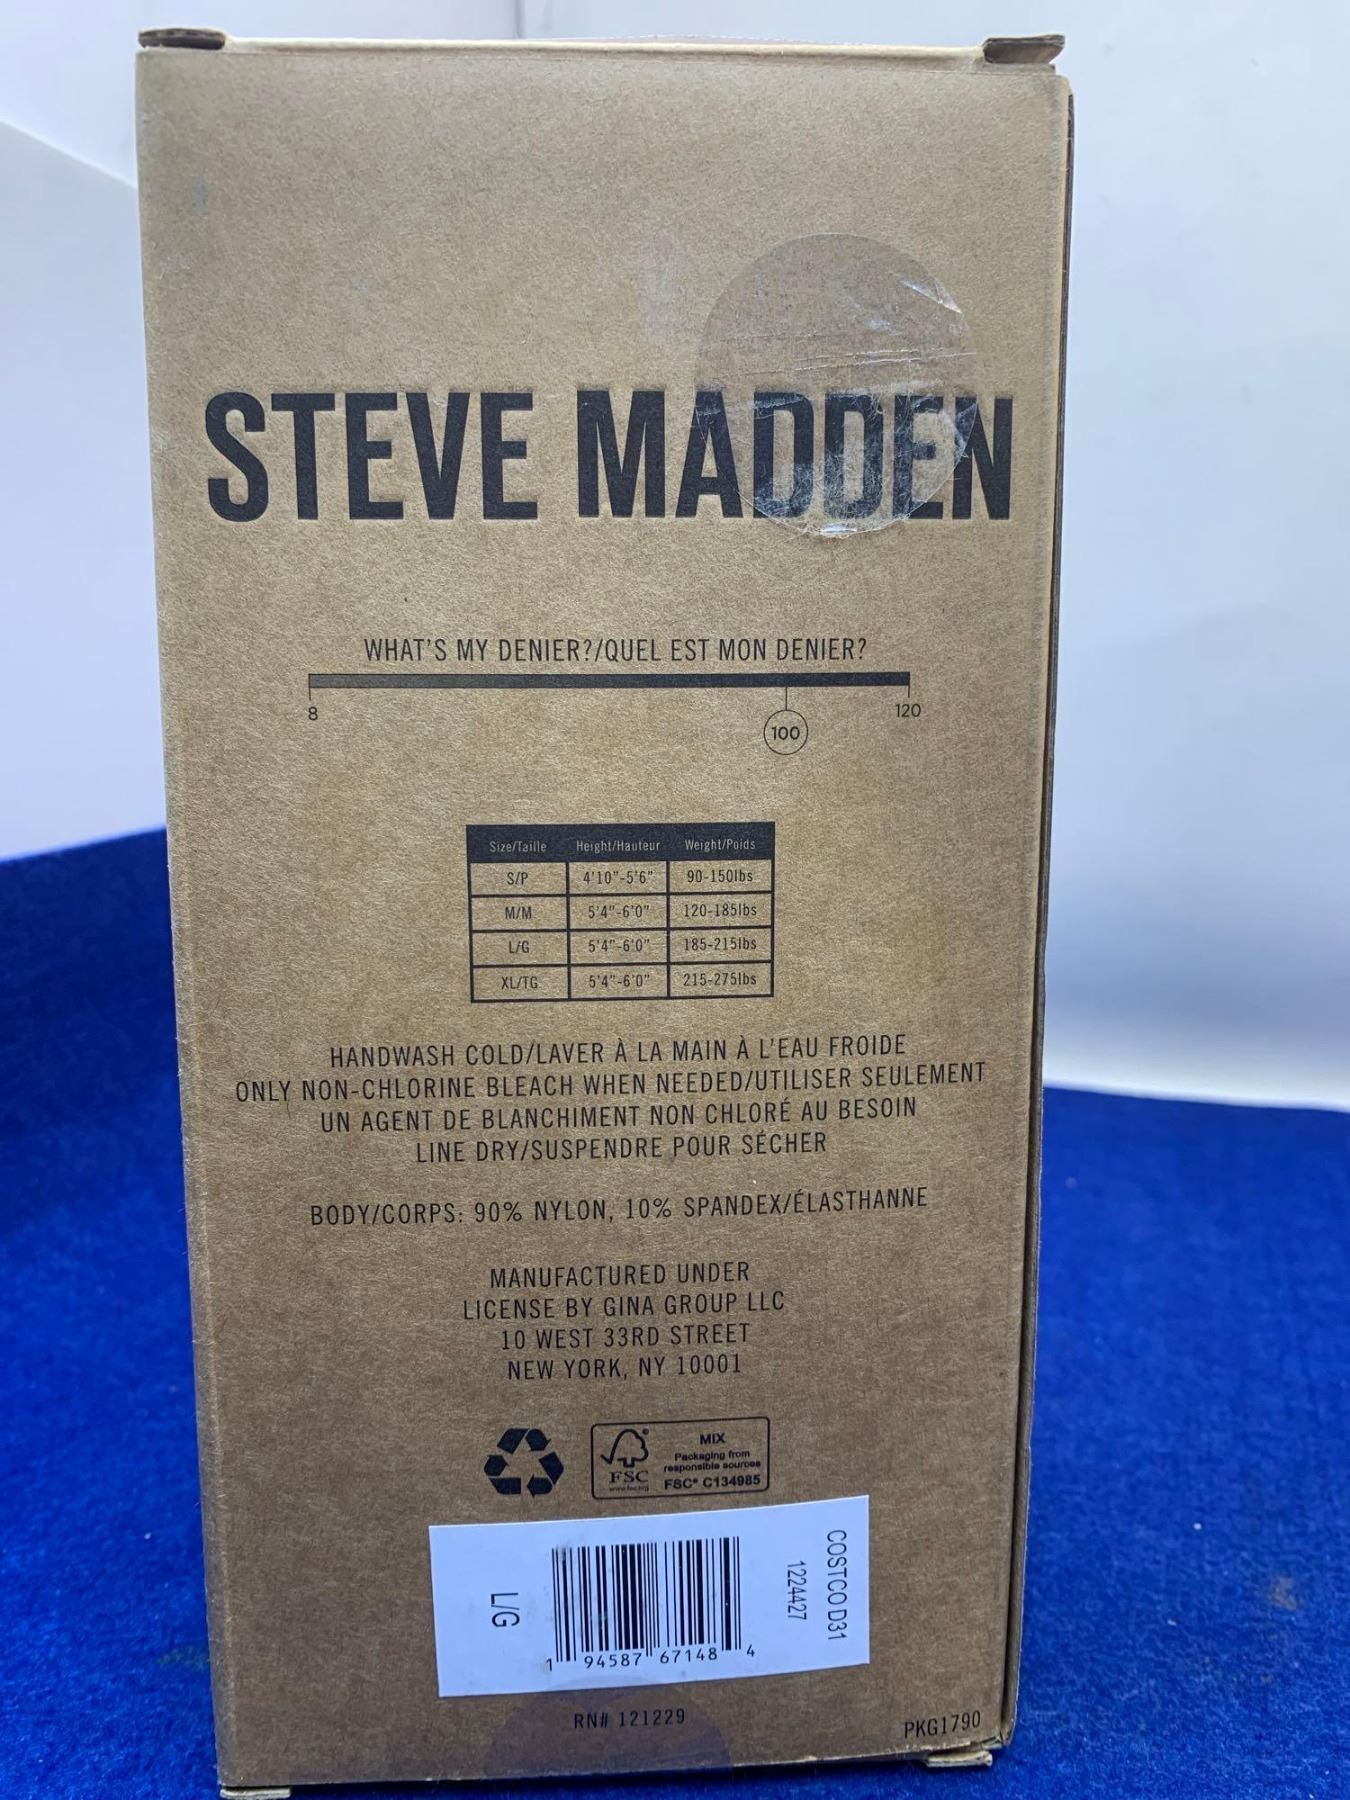 STEVE MADDEN
WHAT'S MY DENIER?/QUEL EST MON DENIER?
8 120
100
Size/Taille Height/Hauteur Weight/Poids
S/P 4'10"-5'6" 90-150lbs
M/M 5'4"-6'0" 120-185lbs
L/G 5'4"-6'0" 185-215lbs
XL/TG 5'4"-6'0" 215-275lbs
HANDWASH COLD/LAVER À LA MAIN À L'EAU FROIDE
ONLY NON-CHLORINE BLEACH WHEN NEEDED/UTILISER SEULEMENT
UN AGENT DE BLANCHIMENT NON CHLORÉ AU BESOIN
LINE DRY/SUSPENDRE POUR SÉCHER
BODY/CORPS: 90% NYLON, 10% SPANDEX/ÉLASTHANNE
MANUFACTURED UNDER
LICENSE BY GINA GROUP LLC
10 WEST 33RD STREET
NEW YORK, NY 10001
FSC
www.fsc.org
MIX
Packaging from
responsible sources
FSC® C134985
L/G
1 94587 67148 4
1224427
COSTCO D31
RN# 121229
PKG1790